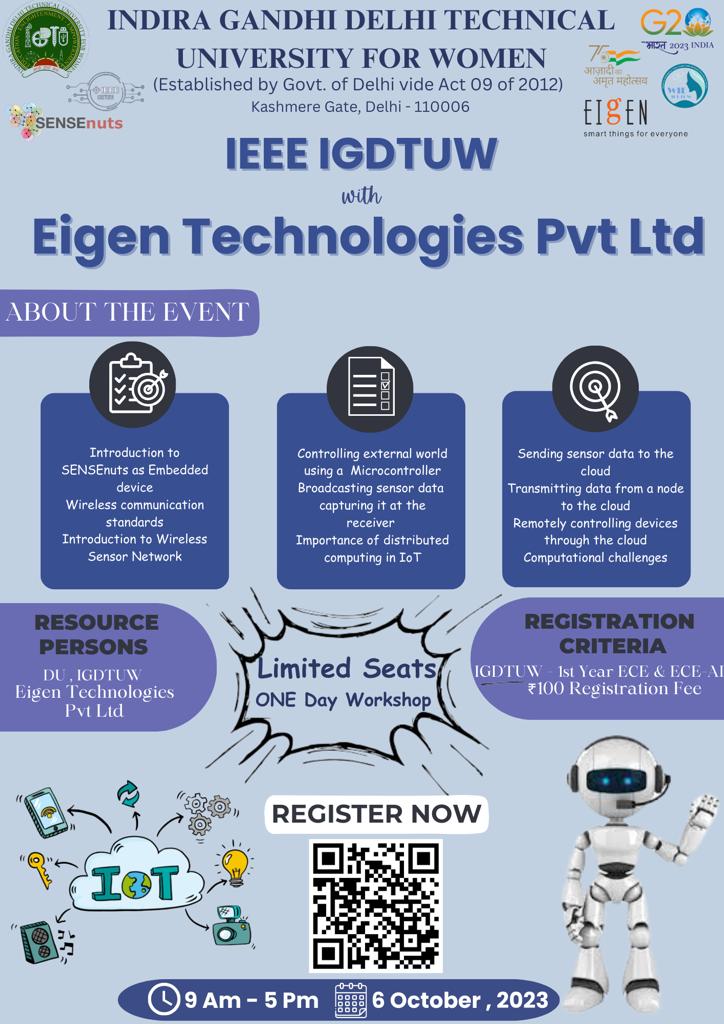 INDIRA GANDHI DELHI TECHNICAL
UNIVERSITY FOR WOMEN
(Established by Govt. of Delhi vide Act 09 of 2012)
Kashmere Gate, Delhi - 110006
SENSEnuts
G20
भारत 2023 INDIA
75
आज़ादी का
अमृत महोत्सव
EIGEN
smart things for everyone
IEEE IGDTUW
with
Eigen Technologies Pvt Ltd
ABOUT THE EVENT
Introduction to
SENSEnuts as Embedded
device
Wireless communication
standards
Introduction to Wireless
Sensor Network
Controlling external world
using a Microcontroller
Broadcasting sensor data
capturing it at the
receiver
Importance of distributed
computing in IoT
Sending sensor data to the
cloud
Transmitting data from a node
to the cloud
Remotely controlling devices
through the cloud
Computational challenges
RESOURCE
PERSONS
DU , IGDTUW
Eigen Technologies
Pvt Ltd
Limited Seats
ONE Day Workshop
REGISTRATION
CRITERIA
IGDTUW - 1st Year ECE & ECE-AI
₹100 Registration Fee
IOT
REGISTER NOW
9 Am - 5 Pm
6 October , 2023